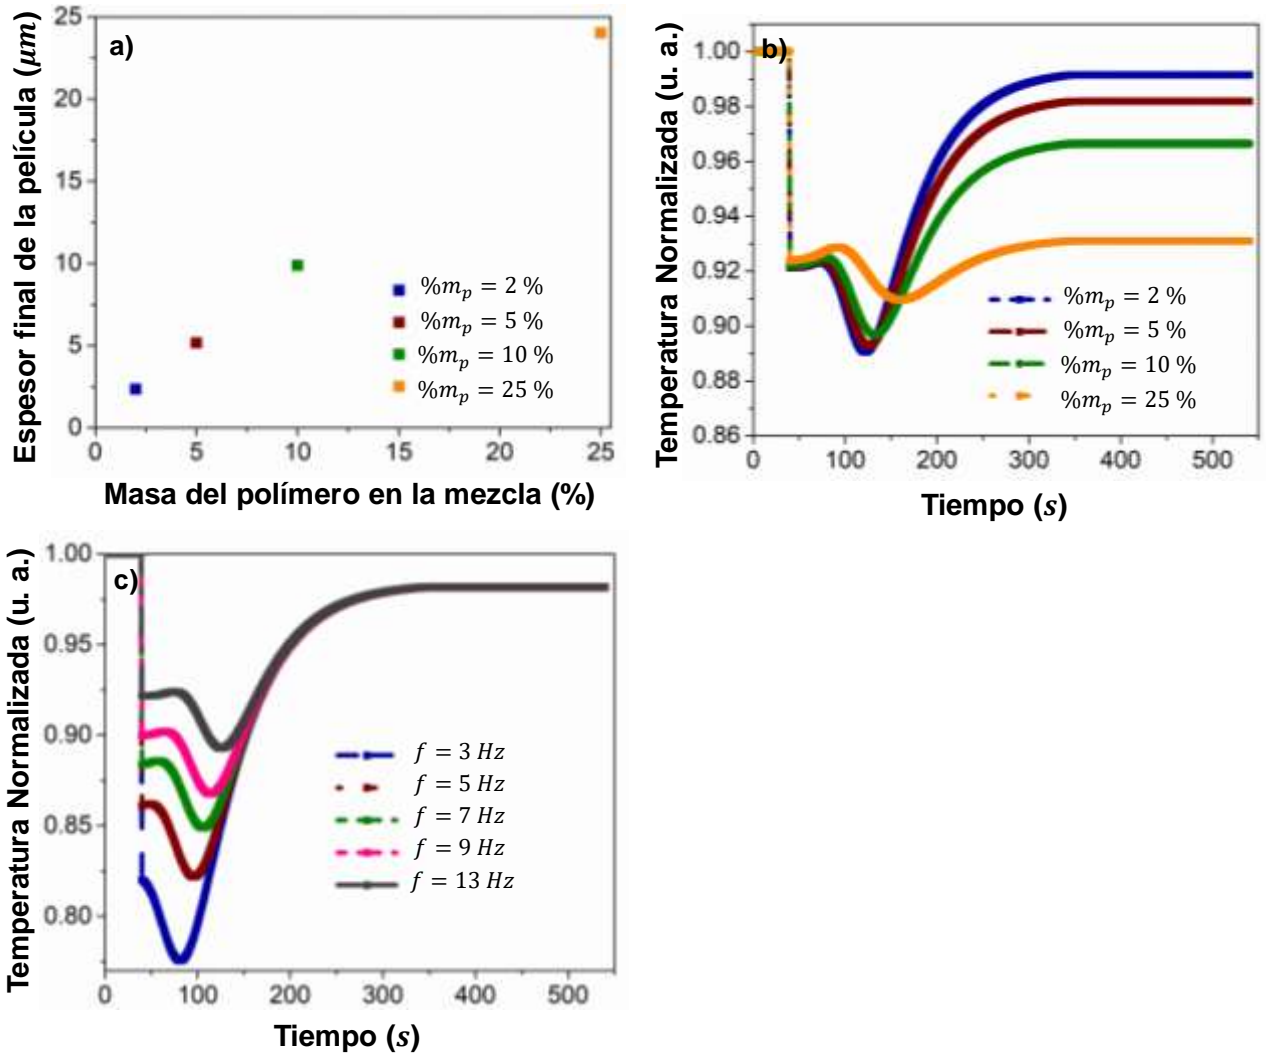 Espesor final de la película (μm)
25
20
15
10
5
0
a)
%m_p = 2 %
%m_p = 5 %
%m_p = 10 %
%m_p = 25 %
0 5 10 15 20 25
Masa del polímero en la mezcla (%)
Temperatura Normalizada (u. a.)
1.00
0.98
0.96
0.94
0.92
0.90
0.88
0.86
b)
%m_p = 2 %
%m_p = 5 %
%m_p = 10 %
%m_p = 25 %
0 100 200 300 400 500
Tiempo (s)
Temperatura Normalizada (u. a.)
1.00
0.95
0.90
0.85
0.80
c)
f = 3 Hz
f = 5 Hz
f = 7 Hz
f = 9 Hz
f = 13 Hz
0 100 200 300 400 500
Tiempo (s)